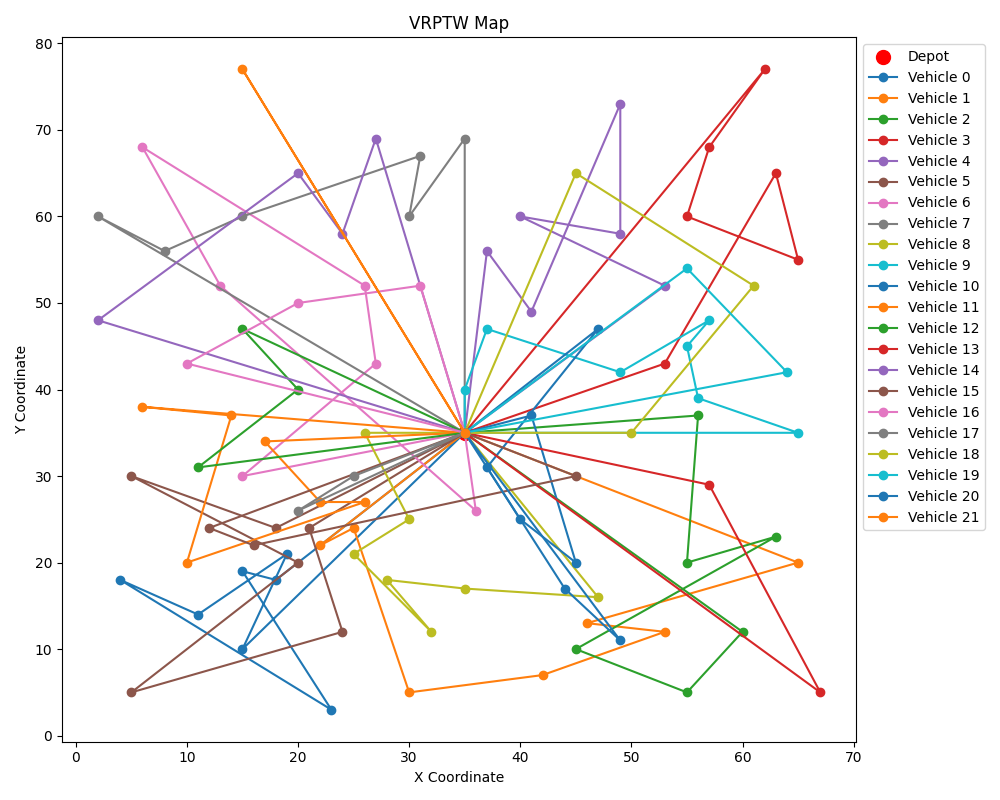 VRPTW Map
Y Coordinate
80
70
60
50
40
30
20
10
0
0 10 20 30 40 50 60 70
X Coordinate
Depot
Vehicle 0
Vehicle 1
Vehicle 2
Vehicle 3
Vehicle 4
Vehicle 5
Vehicle 6
Vehicle 7
Vehicle 8
Vehicle 9
Vehicle 10
Vehicle 11
Vehicle 12
Vehicle 13
Vehicle 14
Vehicle 15
Vehicle 16
Vehicle 17
Vehicle 18
Vehicle 19
Vehicle 20
Vehicle 21